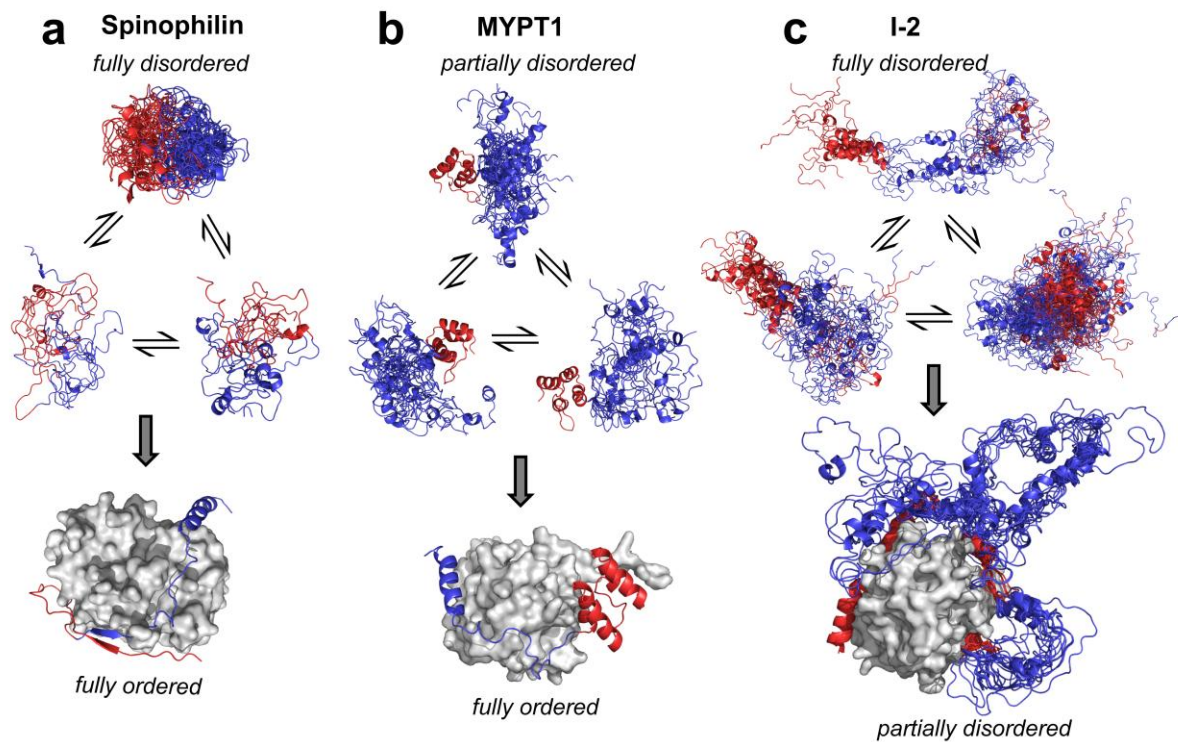 a Spinophilin
fully disordered
b MYPT1
partially disordered
c I-2
fully disordered
fully ordered
fully ordered
partially disordered